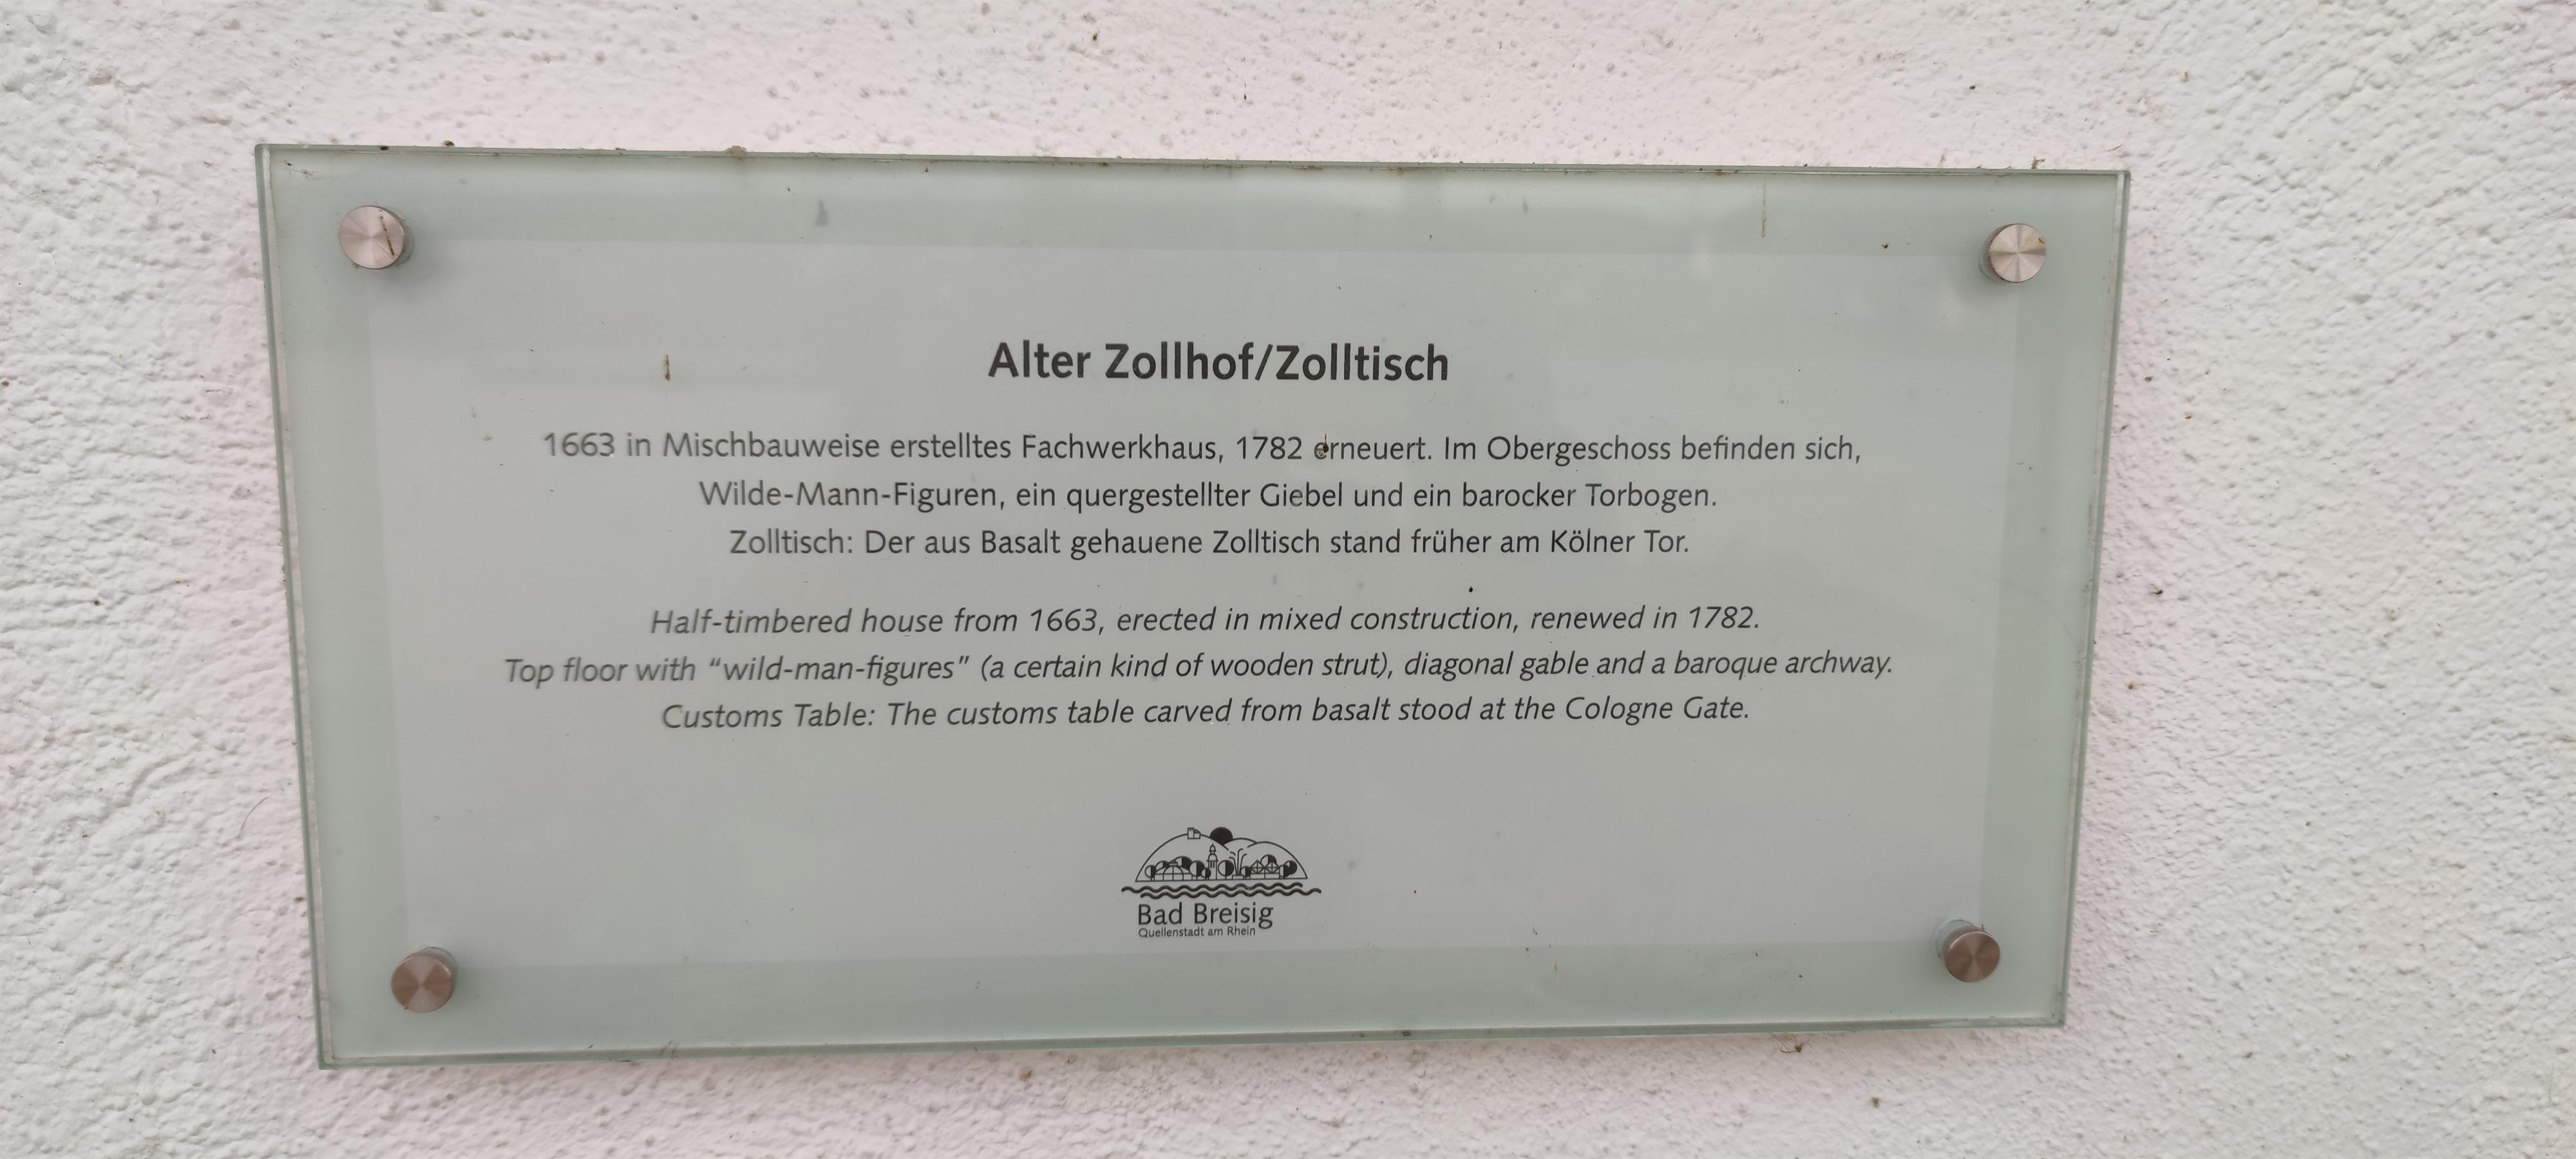 Alter Zollhof/Zolltisch
1663 in Mischbauweise erstelltes Fachwerkhaus, 1782 erneuert. Im Obergeschoss befinden sich,
Wilde-Mann-Figuren, ein quergestellter Giebel und ein barocker Torbogen.
Zolltisch: Der aus Basalt gehauene Zolltisch stand früher am Kölner Tor.
Half-timbered house from 1663, erected in mixed construction, renewed in 1782.
Top floor with “wild-man-figures” (a certain kind of wooden strut), diagonal gable and a baroque archway.
Customs Table: The customs table carved from basalt stood at the Cologne Gate.
Bad Breisig
Quellenstadt am Rhein